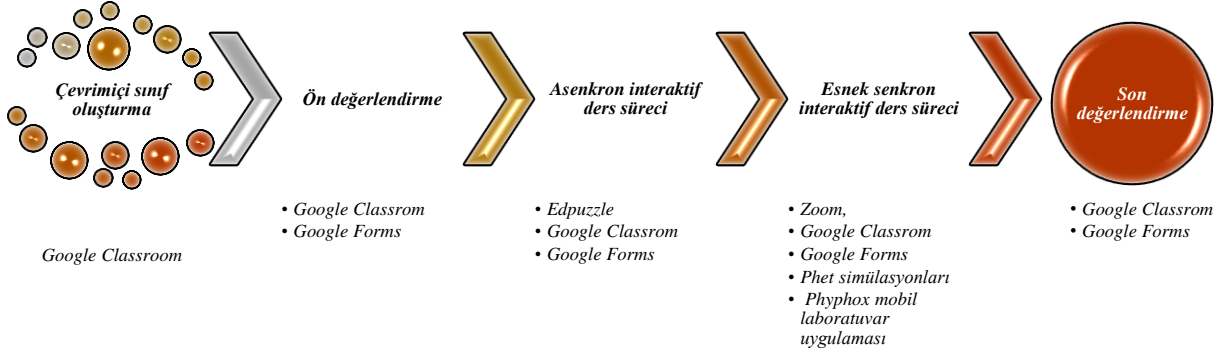 Çevrimiçi sınıf
oluşturma
Google Classroom
Ön değerlendirme
• Google Classrom
• Google Forms
Asenkron interaktif
ders süreci
• Edpuzzle
• Google Classrom
• Google Forms
Esnek senkron
interaktif ders süreci
• Zoom,
• Google Classrom
• Google Forms
• Phet simülasyonları
• Phyphox mobil
laboratuvar
uygulaması
Son
değerlendirme
• Google Classrom
• Google Forms